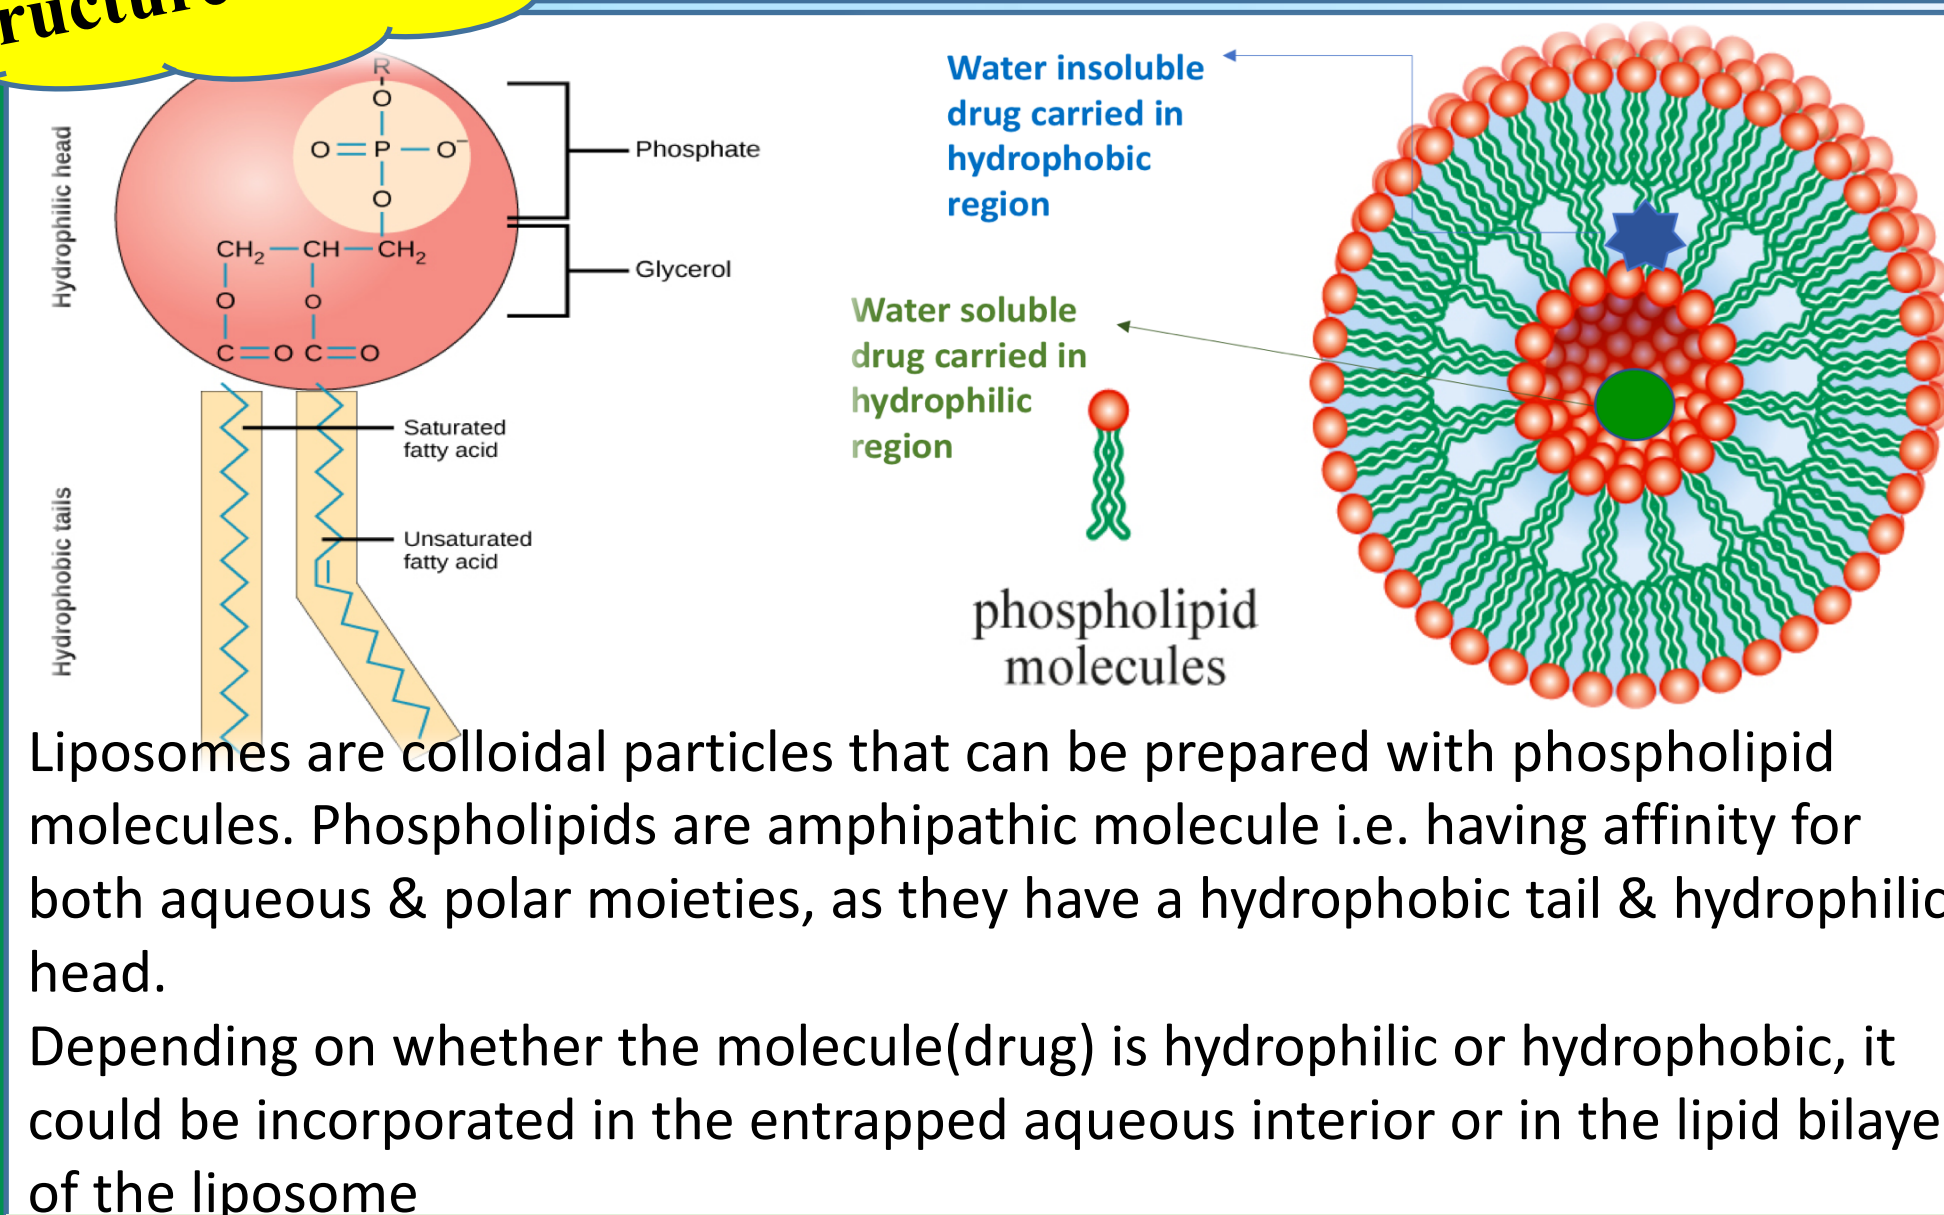 Hydrophilic head
R
O
O = P — O⁻
O
CH₂ — CH — CH₂
O O
C=O C=O
Phosphate
Glycerol
Hydrophobic tails
Saturated
fatty acid
Unsaturated
fatty acid
Water insoluble
drug carried in
hydrophobic
region
Water soluble
drug carried in
hydrophilic
region
phospholipid
molecules
Liposomes are colloidal particles that can be prepared with phospholipid
molecules. Phospholipids are amphipathic molecule i.e. having affinity for
both aqueous & polar moieties, as they have a hydrophobic tail & hydrophilic
head.
Depending on whether the molecule(drug) is hydrophilic or hydrophobic, it
could be incorporated in the entrapped aqueous interior or in the lipid bilaye
of the liposome